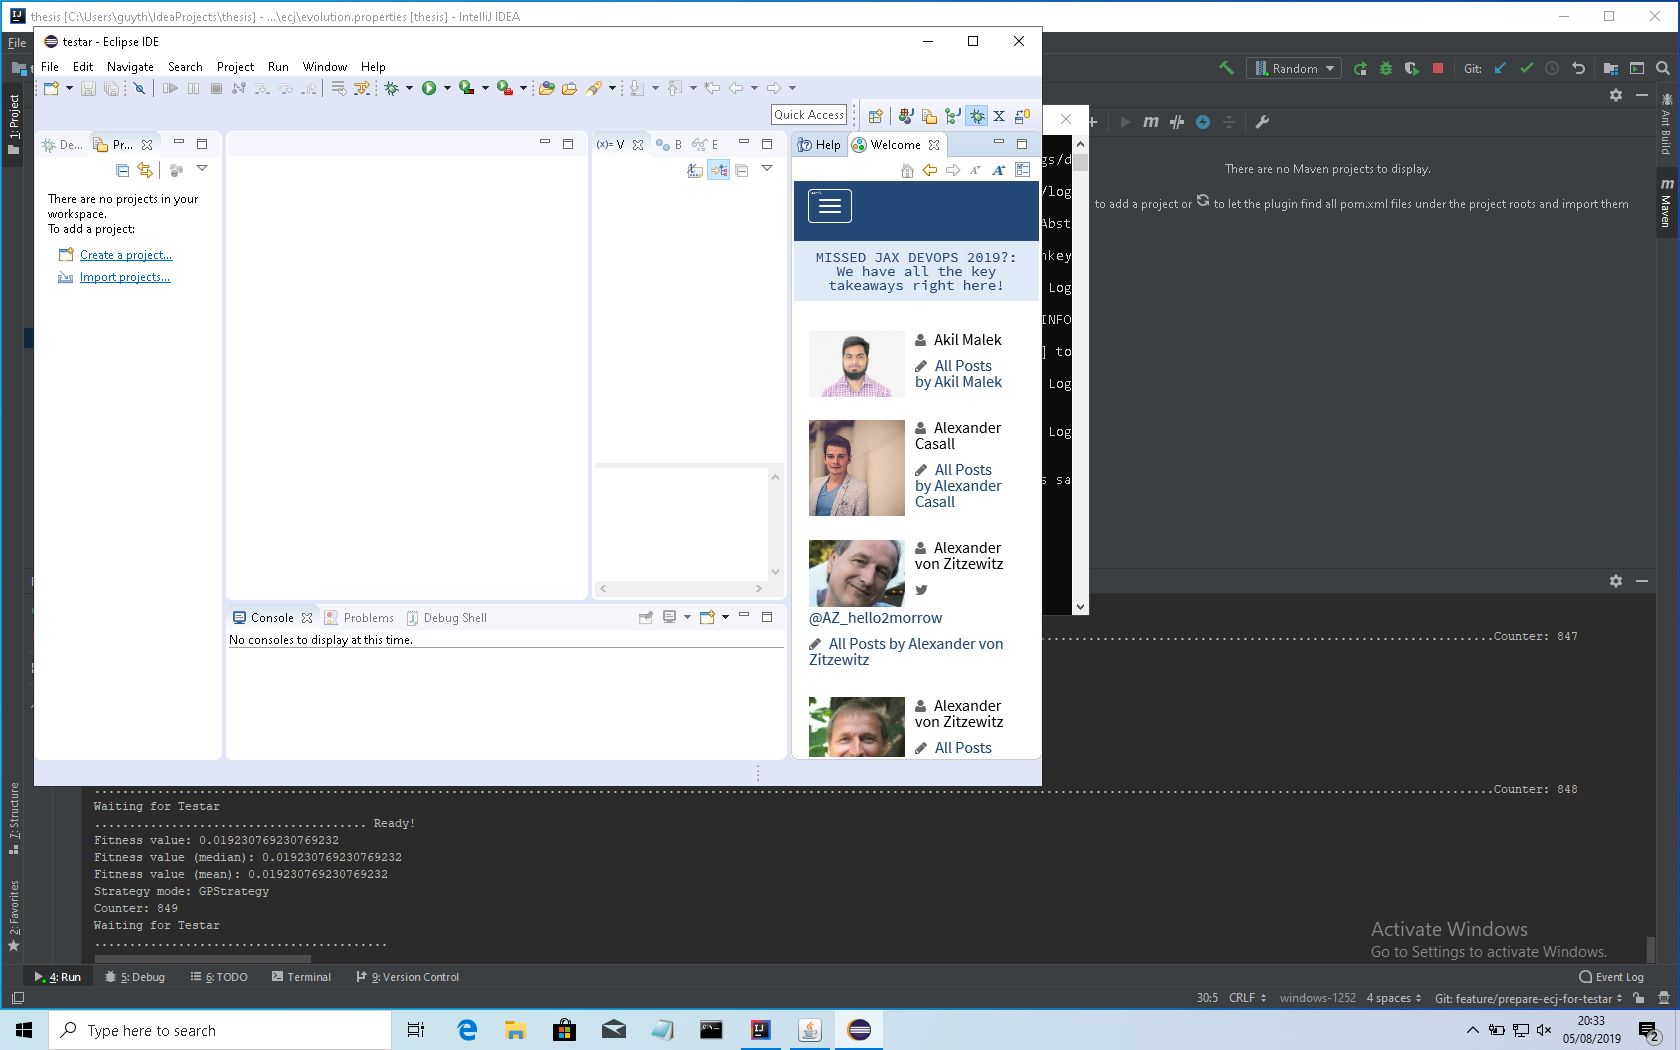 thesis [C:\Users\guyth\IdeaProjects\thesis] - ...\ecj\evolution.properties [thesis] - IntelliJ IDEA
File
testar - Eclipse IDE
File Edit Navigate Search Project Run Window Help
Random
Git:
Quick Access
1: Project
De...
Pr...
(x)= V
B
E
Help
Welcome
There are no projects in your
workspace.
To add a project:
Create a project...
Import projects...
MISSED JAX DEVOPS 2019?:
We have all the key
takeaways right here!
Akil Malek
All Posts
by Akil Malek
Alexander
Casall
All Posts
by Alexander
Casall
Alexander
von Zitzewitz
@AZ_hello2morrow
All Posts by Alexander von
Zitzewitz
Alexander
von Zitzewitz
All Posts
gs/d
/log
Abst
nkey
Log
INFO
] to
Log
Log
s sa
There are no Maven projects to display.
to add a project or to let the plugin find all pom.xml files under the project roots and import them
Ant Build
Maven
Console
Problems
Debug Shell
No consoles to display at this time.
Counter: 847
Counter: 848
Waiting for Testar
...................................... Ready!
Fitness value: 0.019230769230769232
Fitness value (median): 0.019230769230769232
Fitness value (mean): 0.019230769230769232
Strategy mode: GPStrategy
Counter: 849
Waiting for Testar
..........................................
7: Structure
2: Favorites
Activate Windows
Go to Settings to activate Windows.
4: Run
5: Debug
6: TODO
Terminal
9: Version Control
Event Log
30:5 CRLF windows-1252 4 spaces Git: feature/prepare-ecj-for-testar
Type here to search
20:33
05/08/2019
2